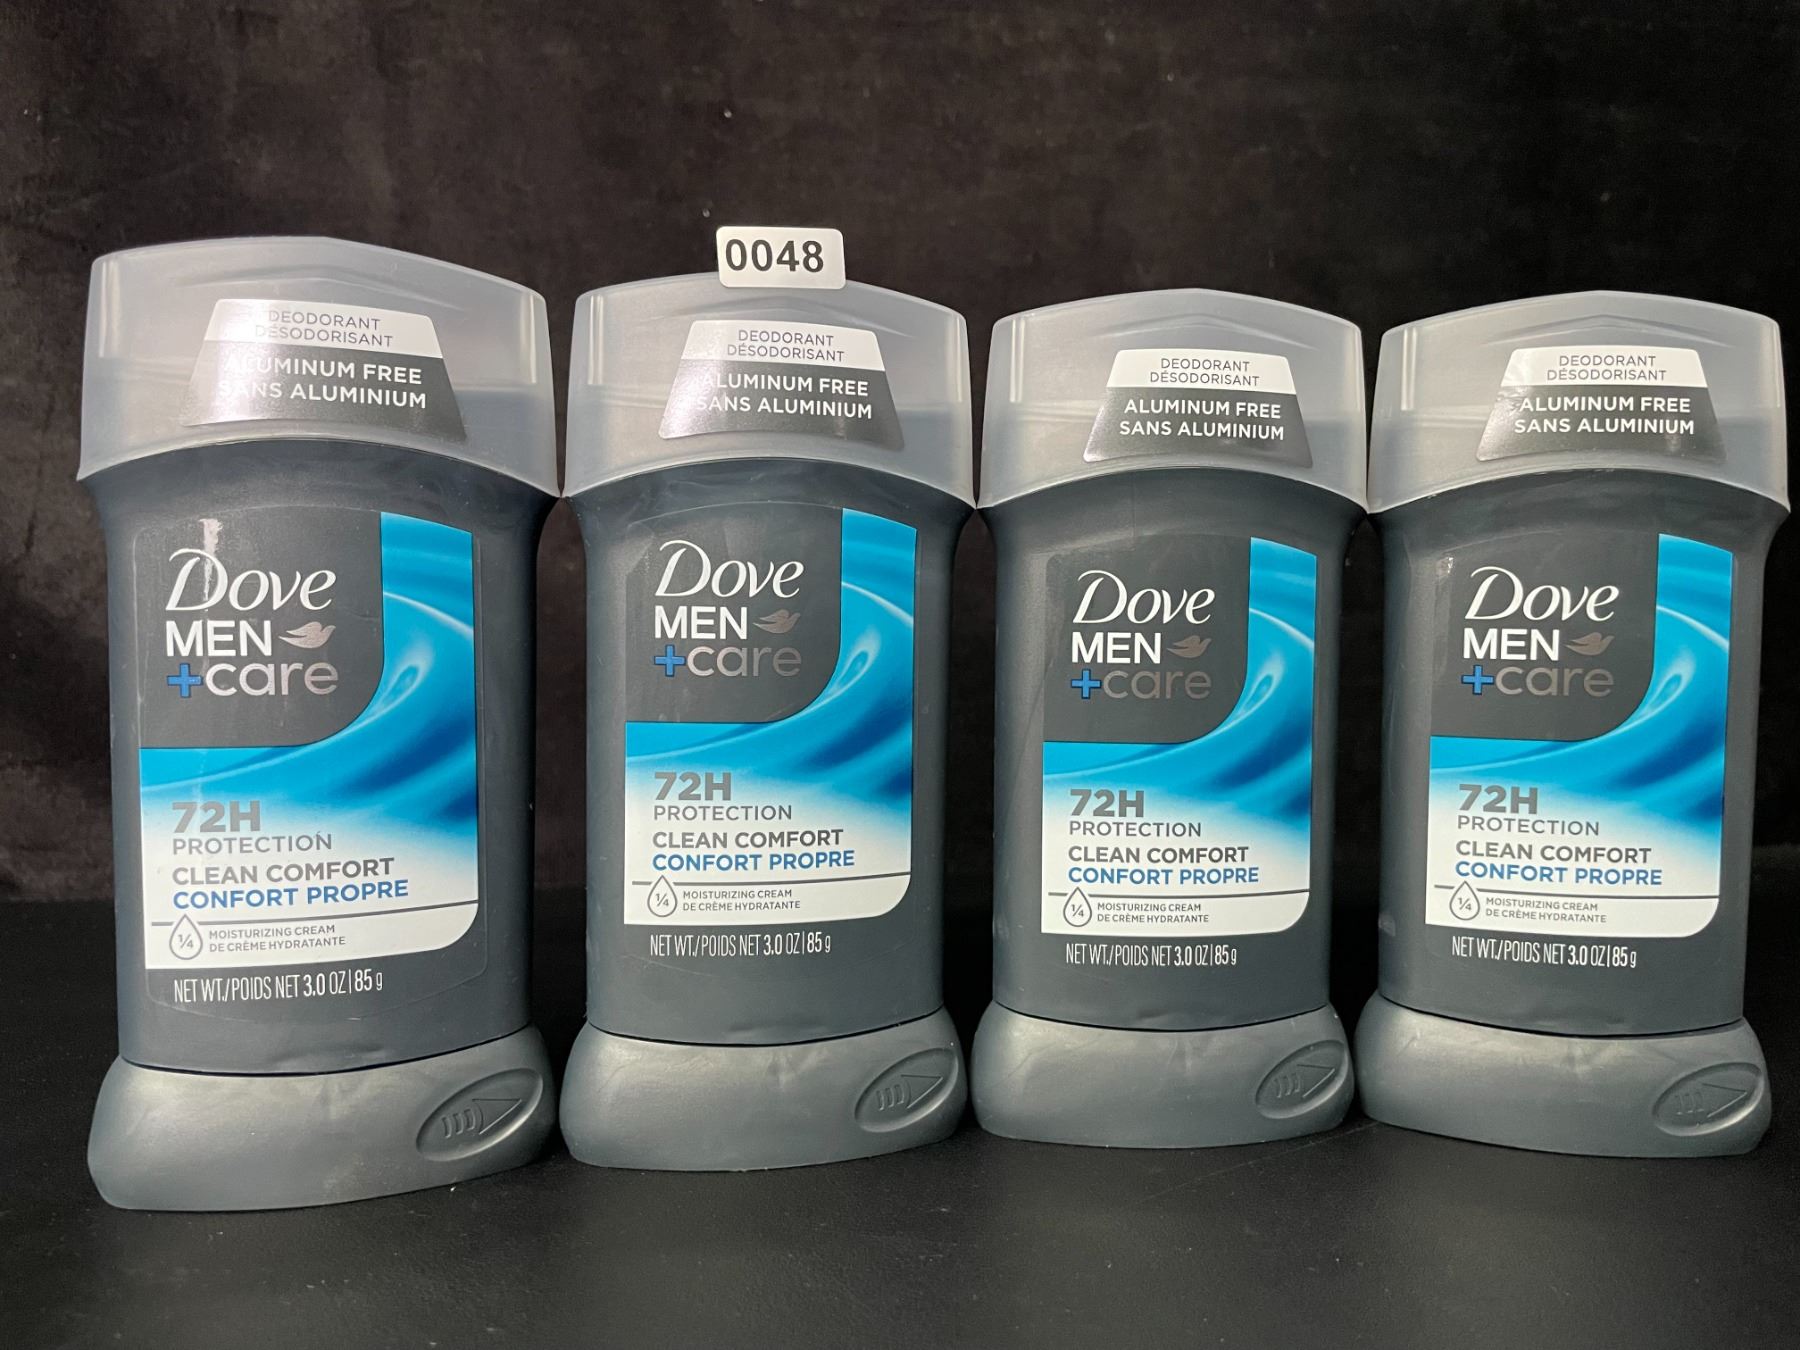 0048
DEODORANT
DÉSODORISANT
ALUMINUM FREE
SANS ALUMINIUM
Dove
MEN
+care
72H
PROTECTION
CLEAN COMFORT
CONFORT PROPRE
1/4 MOISTURIZING CREAM
DE CRÈME HYDRATANTE
NET WT./POIDS NET 3.0 OZ|85 g
DEODORANT
DÉSODORISANT
ALUMINUM FREE
SANS ALUMINIUM
Dove
MEN
+care
72H
PROTECTION
CLEAN COMFORT
CONFORT PROPRE
1/4 MOISTURIZING CREAM
DE CRÈME HYDRATANTE
NET WT./POIDS NET 3.0 OZ|85 g
DEODORANT
DÉSODORISANT
ALUMINUM FREE
SANS ALUMINIUM
Dove
MEN
+care
72H
PROTECTION
CLEAN COMFORT
CONFORT PROPRE
1/4 MOISTURIZING CREAM
DE CRÈME HYDRATANTE
NET WT./POIDS NET 3.0 OZ|85 g
DEODORANT
DÉSODORISANT
ALUMINUM FREE
SANS ALUMINIUM
Dove
MEN
+care
72H
PROTECTION
CLEAN COMFORT
CONFORT PROPRE
1/4 MOISTURIZING CREAM
DE CRÈME HYDRATANTE
NET WT./POIDS NET 3.0 OZ|85 g